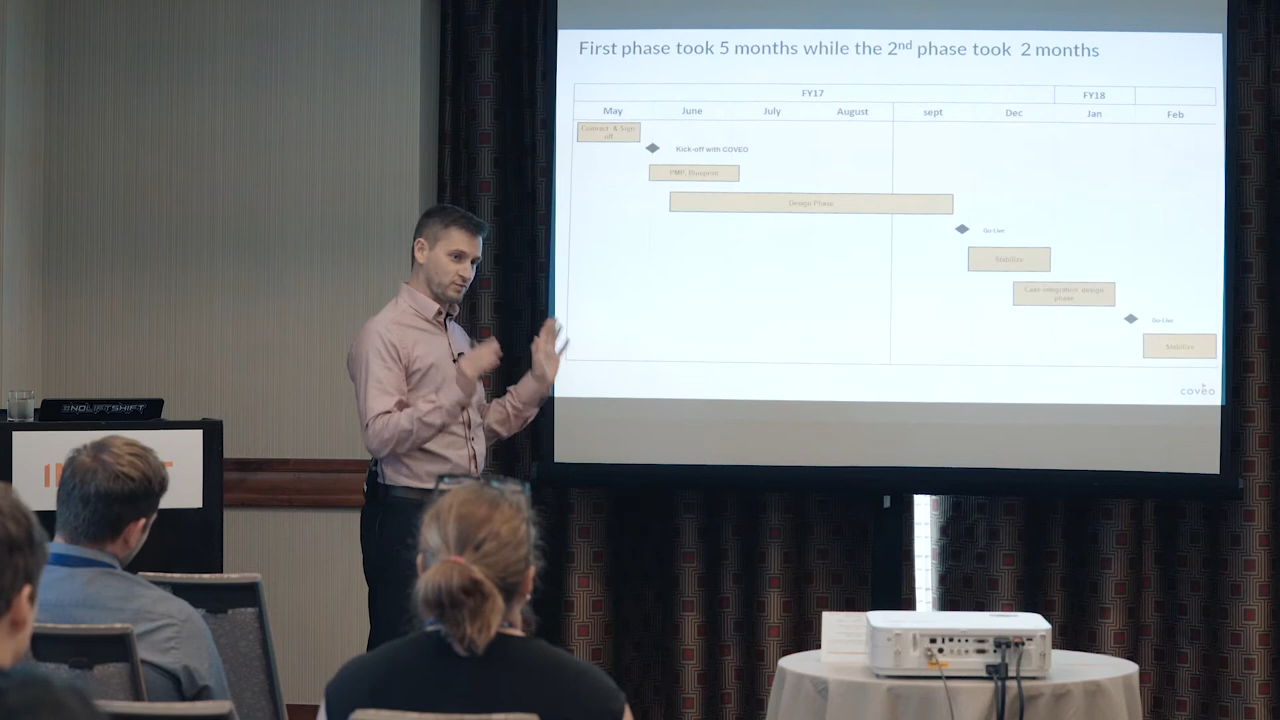 First phase took 5 months while the 2nd phase took 2 months
FY17 FY18
May June July August sept Dec Jan Feb
Contract & Sign
off
Kick-off with COVEO
PMP, Blueprint
Design Phase
Go-Live
Stabilize
Case integration design
phase
Go-Live
Stabilize
coveo
#NOLIFTSHIFT